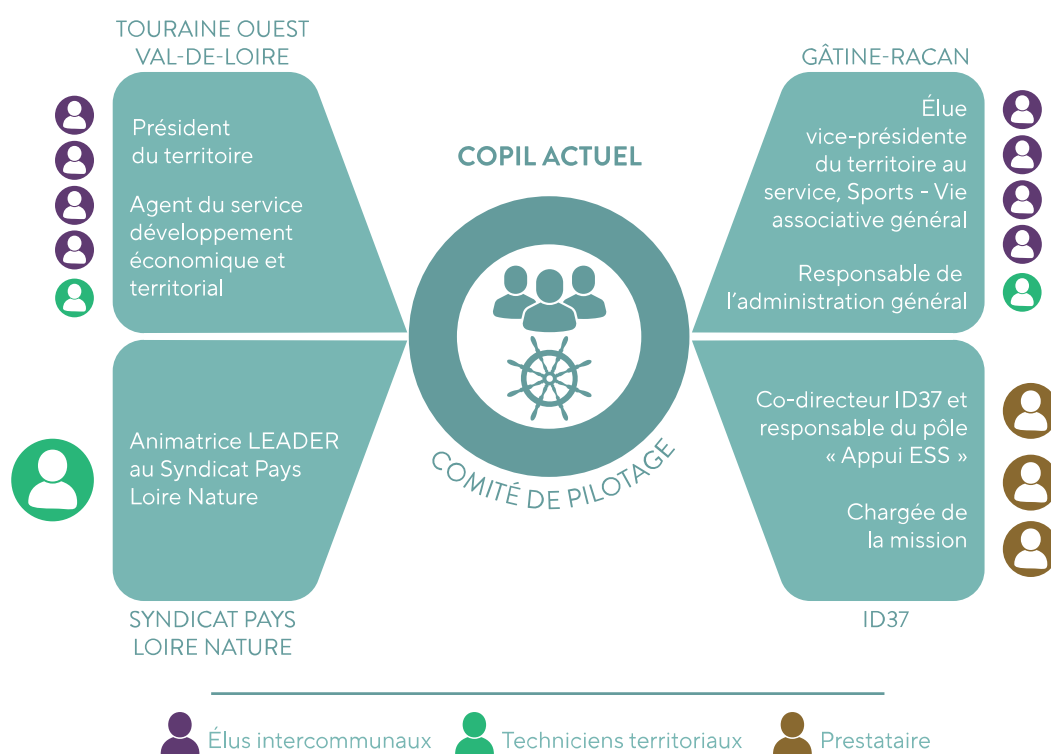 TOURAINE OUEST
VAL-DE-LOIRE
Président
du territoire
Agent du service
développement
économique et
territorial
GÂTINE-RACAN
Élue
vice-présidente
du territoire au
service, Sports - Vie
associative général
Responsable de
l'administration général
COPIL ACTUEL
COMITÉ DE PILOTAGE
Animatrice LEADER
au Syndicat Pays
Loire Nature
SYNDICAT PAYS
LOIRE NATURE
Co-directeur ID37 et
responsable du pôle
« Appui ESS »
Chargée de
la mission
ID37
Élus intercommunaux
Techniciens territoriaux
Prestataire